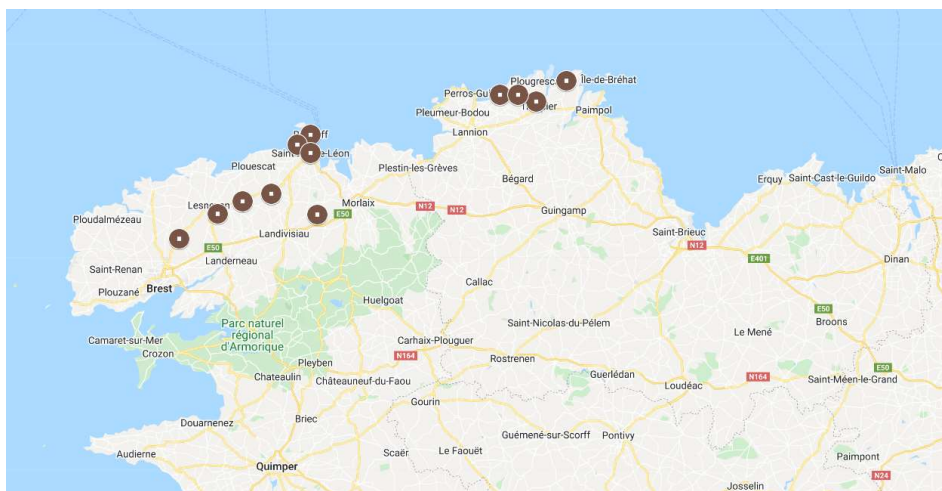 Plougresc
Île-de-Bréhat
Perros-Gu
Pleumeur-Bodou
Paimpol
Lannion
Plouescat
Plestin-les-Grèves
Bégard
Erquy
Saint-Cast-le-Guildo
Saint-Malo
Ploudalmézeau
Morlaix
E50
N12
N12
Guingamp
Landivisiau
E50
Saint-Brieuc
N12
E401
Dinan
Saint-Renan
Landerneau
Plouzané
Brest
Callac
Huelgoat
E50
Parc naturel
régional
d'Armorique
Saint-Nicolas-du-Pélem
Le Mené
Broons
Camaret-sur-Mer
Crozon
Carhaix-Plouguer
N164
Rostrenen
Pleyben
Châteaulin
Châteauneuf-du-Faou
Guerlédan
Loudéac
N164
E50
Saint-Méen-le-Grand
Gourin
Douarnenez
Briec
Guémené-sur-Scorff
Pontivy
Audierne
Scaër
Le Faouët
Paimpont
Quimper
N24
Josselin